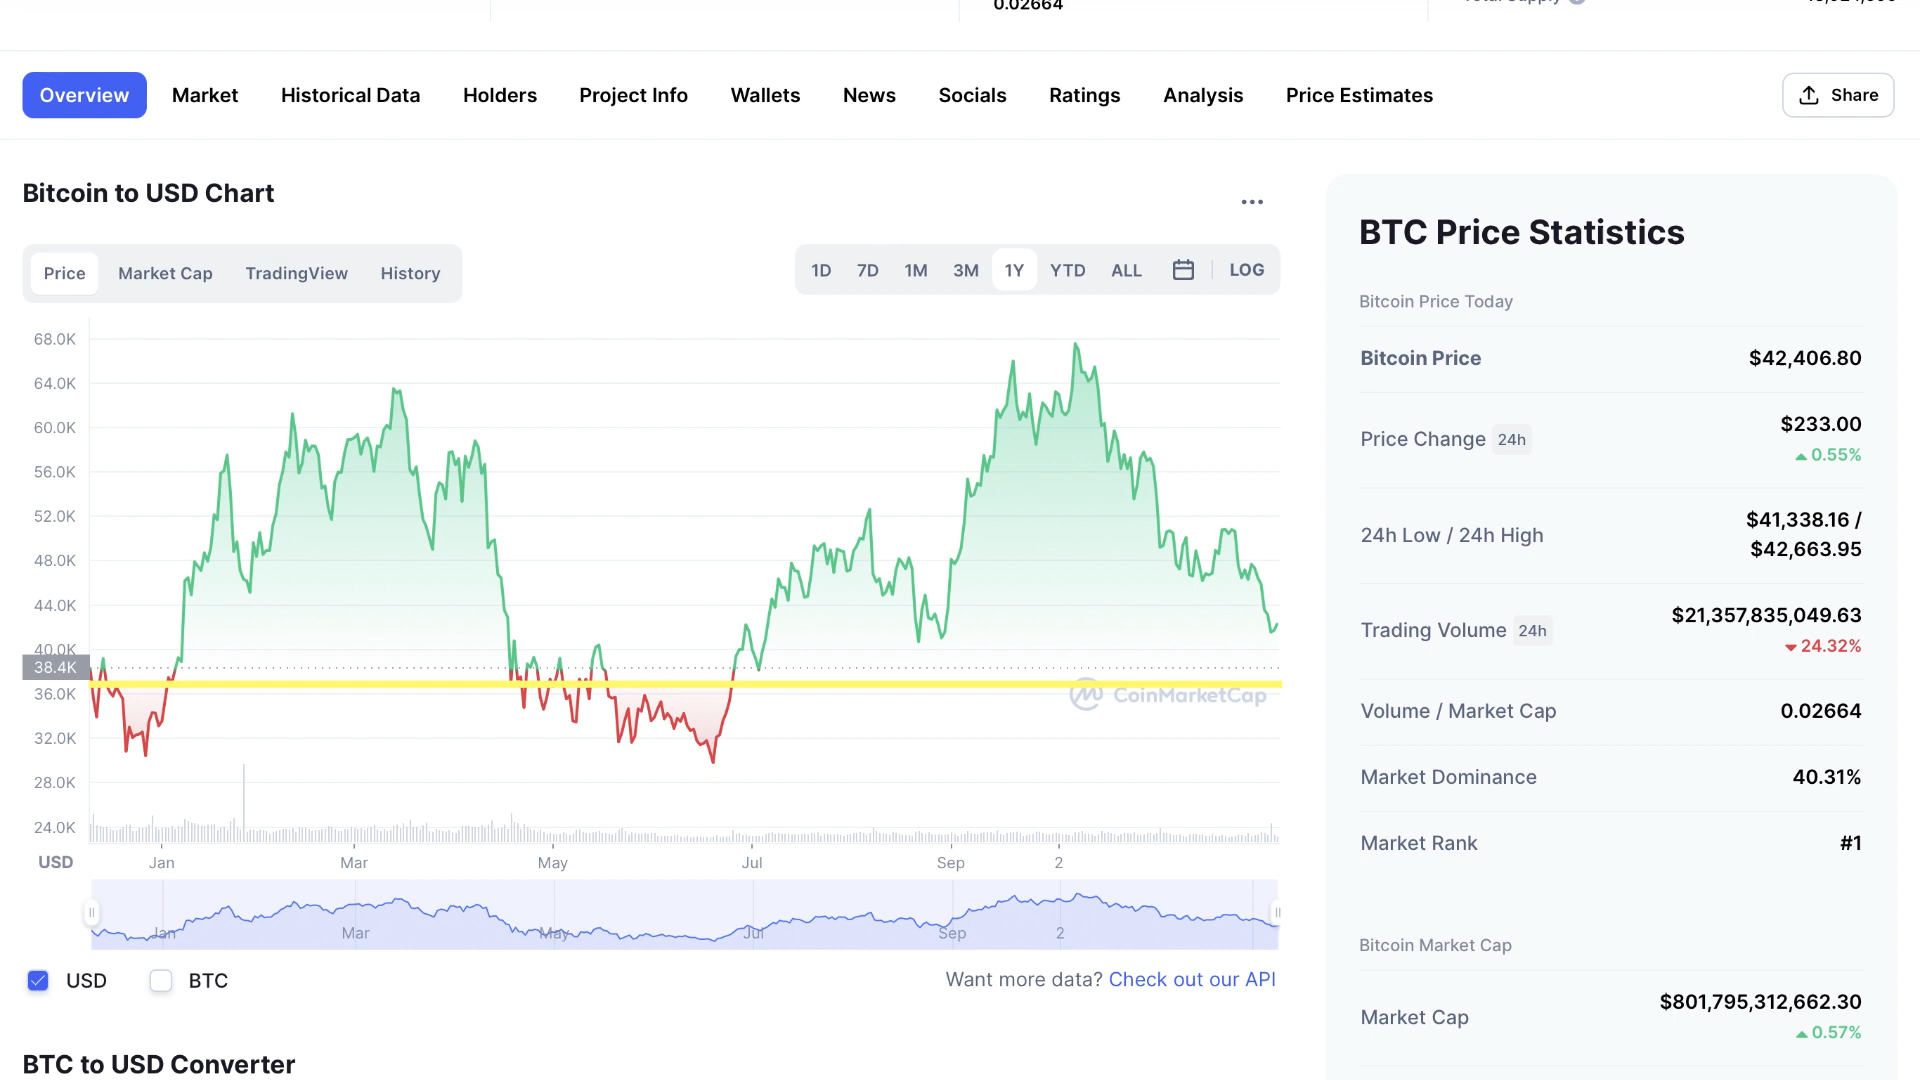 0.02664
Overview Market Historical Data Holders Project Info Wallets News Socials Ratings Analysis Price Estimates Share
Bitcoin to USD Chart
Price Market Cap TradingView History
1D 7D 1M 3M 1Y YTD ALL LOG
68.0K
64.0K
60.0K
56.0K
52.0K
48.0K
44.0K
40.0K
38.4K
36.0K
32.0K
28.0K
24.0K
CoinMarketCap
USD Jan Mar May Jul Sep 2
Jan Mar May Jul Sep 2
USD BTC
Want more data? Check out our API
BTC to USD Converter
BTC Price Statistics
Bitcoin Price Today
Bitcoin Price $42,406.80
Price Change 24h $233.00
0.55%
24h Low / 24h High $41,338.16 /
$42,663.95
Trading Volume 24h $21,357,835,049.63
24.32%
Volume / Market Cap 0.02664
Market Dominance 40.31%
Market Rank #1
Bitcoin Market Cap
Market Cap $801,795,312,662.30
0.57%